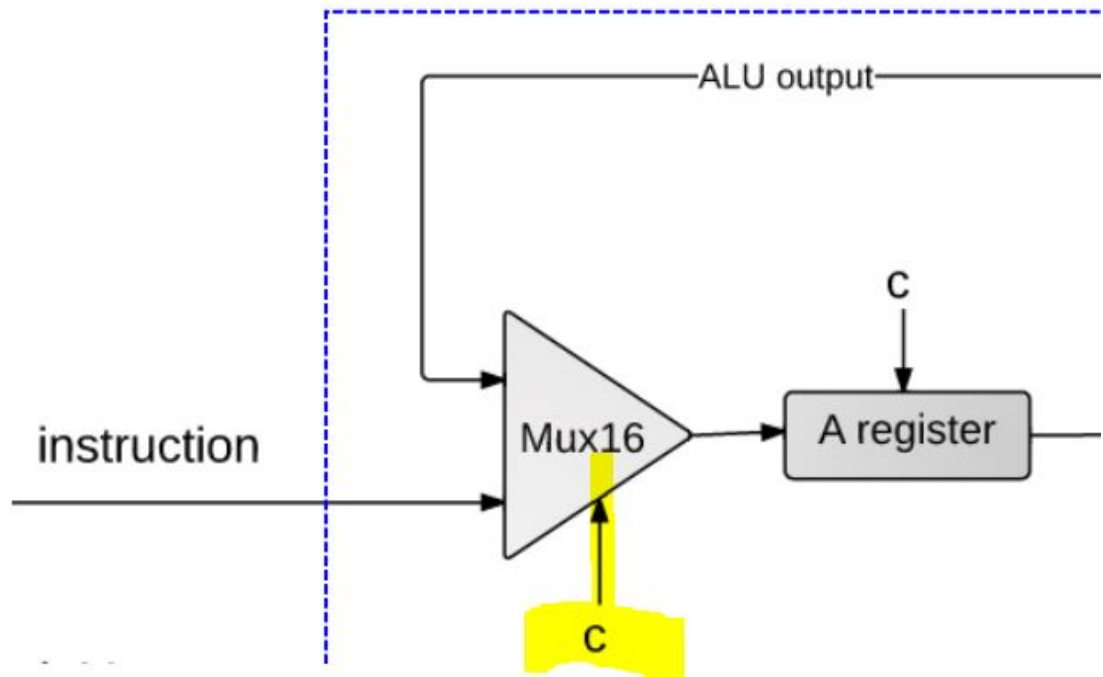 ALU output
c
instruction
Mux16
A register
c